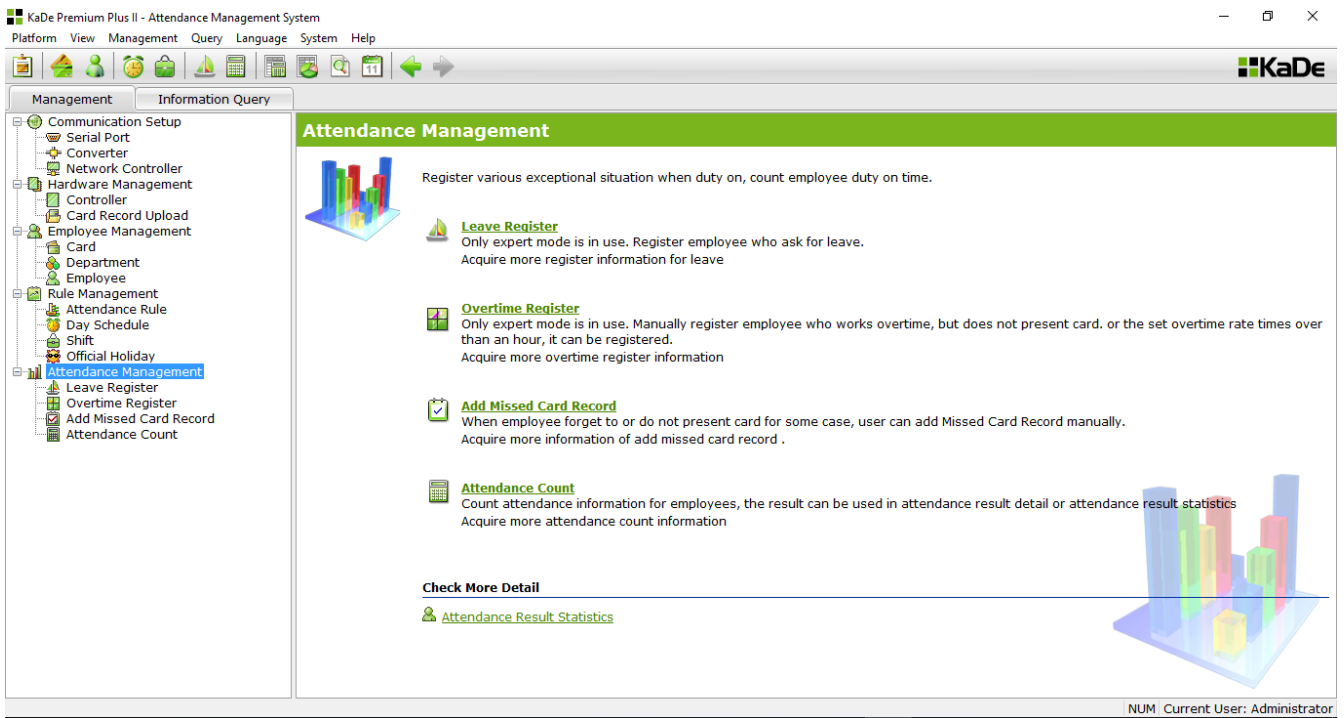 KaDe Premium Plus II - Attendance Management System
Platform View Management Query Language System Help
11
KaDe
Management Information Query
Communication Setup
Serial Port
Converter
Network Controller
Hardware Management
Controller
Card Record Upload
Employee Management
Card
Department
Employee
Rule Management
Attendance Rule
Day Schedule
Shift
Official Holiday
Attendance Management
Leave Register
Overtime Register
Add Missed Card Record
Attendance Count
Attendance Management
Register various exceptional situation when duty on, count employee duty on time.
Leave Register
Only expert mode is in use. Register employee who ask for leave.
Acquire more register information for leave
Overtime Register
Only expert mode is in use. Manually register employee who works overtime, but does not present card. or the set overtime rate times over
than an hour, it can be registered.
Acquire more overtime register information
Add Missed Card Record
When employee forget to or do not present card for some case, user can add Missed Card Record manually.
Acquire more information of add missed card record .
Attendance Count
Count attendance information for employees, the result can be used in attendance result detail or attendance result statistics
Acquire more attendance count information
Check More Detail
Attendance Result Statistics
NUM Current User: Administrator